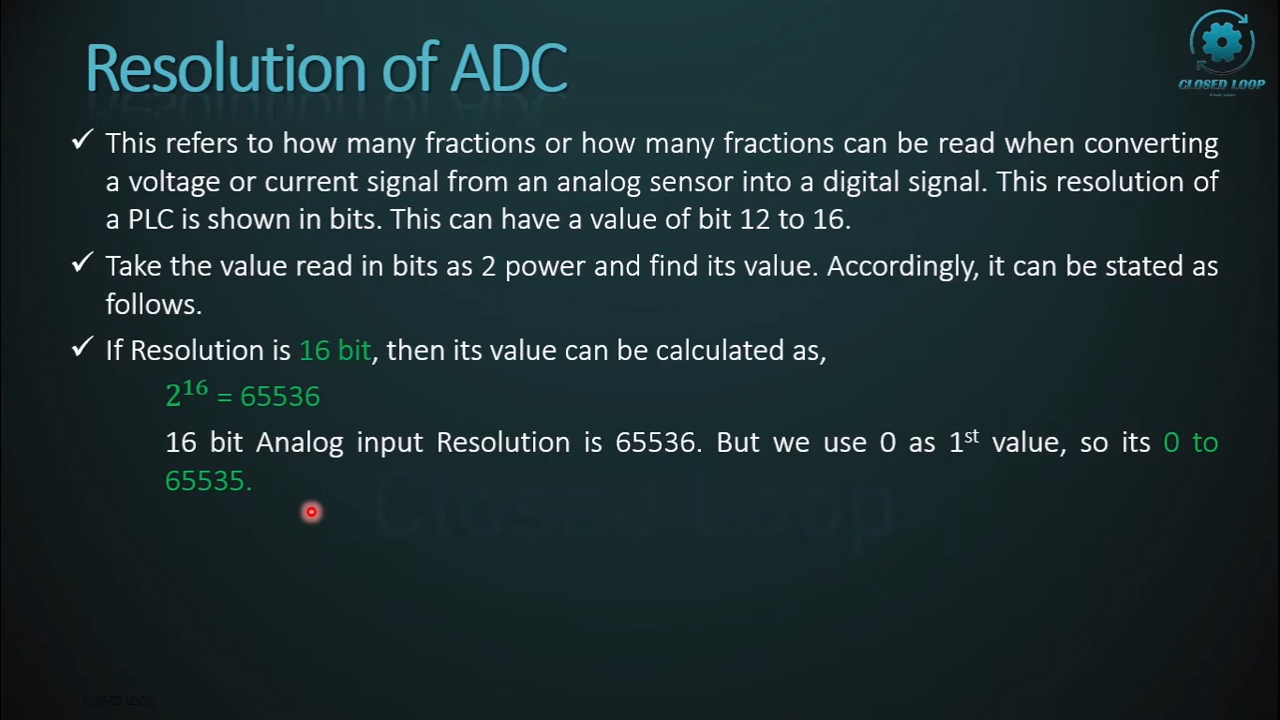 Resolution of ADC
CLOSED LOOP
✓ This refers to how many fractions or how many fractions can be read when converting
a voltage or current signal from an analog sensor into a digital signal. This resolution of
a PLC is shown in bits. This can have a value of bit 12 to 16.
✓ Take the value read in bits as 2 power and find its value. Accordingly, it can be stated as
follows.
✓ If Resolution is 16 bit, then its value can be calculated as,
2¹⁶ = 65536
16 bit Analog input Resolution is 65536. But we use 0 as 1ˢᵗ value, so its 0 to
65535.
Closed Loop
CLOSED LOOP